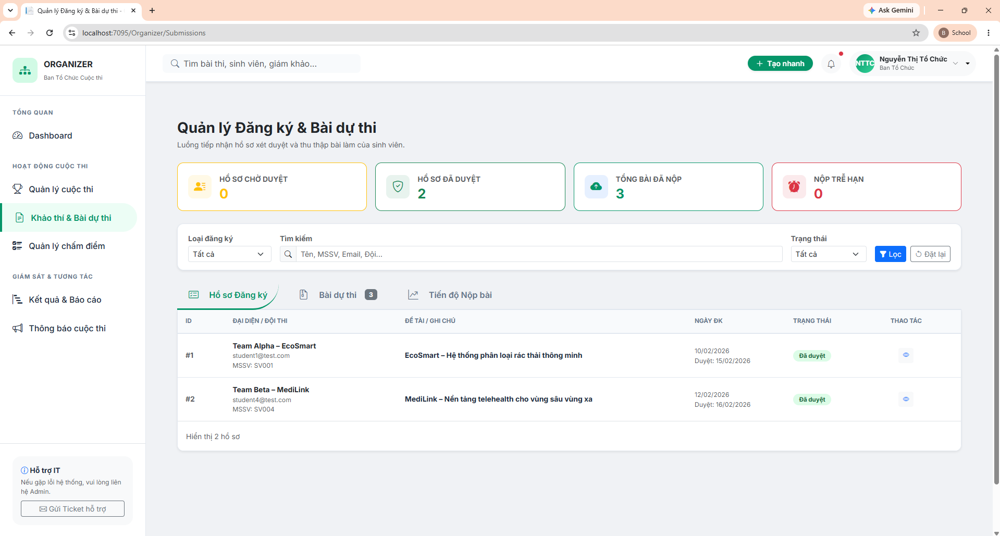 Quản lý Đăng ký & Bài dự thi -
Ask Gemini
localhost:7095/Organizer/Submissions
B
School
ORGANIZER
Ban Tổ Chức Cuộc thi
Tìm bài thi, sinh viên, giám khảo...
Tạo nhanh
NTTC
Nguyễn Thị Tổ Chức
Ban Tổ Chức
TỔNG QUAN
Dashboard
HOẠT ĐỘNG CUỘC THI
Quản lý cuộc thi
Khảo thí & Bài dự thi
Quản lý chấm điểm
GIÁM SÁT & TƯƠNG TÁC
Kết quả & Báo cáo
Thông báo cuộc thi
Hỗ trợ IT
Nếu gặp lỗi hệ thống, vui lòng liên
hệ Admin.
Gửi Ticket hỗ trợ
Quản lý Đăng ký & Bài dự thi
Luồng tiếp nhận hồ sơ xét duyệt và thu thập bài làm của sinh viên.
HỒ SƠ CHỜ DUYỆT
0
HỒ SƠ ĐÃ DUYỆT
2
TỔNG BÀI ĐÃ NỘP
3
NỘP TRỄ HẠN
0
Loại đăng ký
Tất cả
Tìm kiếm
Tên, MSSV, Email, Đội...
Trạng thái
Tất cả
Lọc
Đặt lại
Hồ sơ Đăng ký
Bài dự thi 3
Tiến độ Nộp bài
ID ĐẠI DIỆN / ĐỘI THI ĐỀ TÀI / GHI CHÚ NGÀY ĐK TRẠNG THÁI THAO TÁC
#1
Team Alpha – EcoSmart
student1@test.com
MSSV: SV001
EcoSmart – Hệ thống phân loại rác thải thông minh
10/02/2026
Duyệt: 15/02/2026
Đã duyệt
#2
Team Beta – MediLink
student4@test.com
MSSV: SV004
MediLink – Nền tảng telehealth cho vùng sâu vùng xa
12/02/2026
Duyệt: 16/02/2026
Đã duyệt
Hiển thị 2 hồ sơ